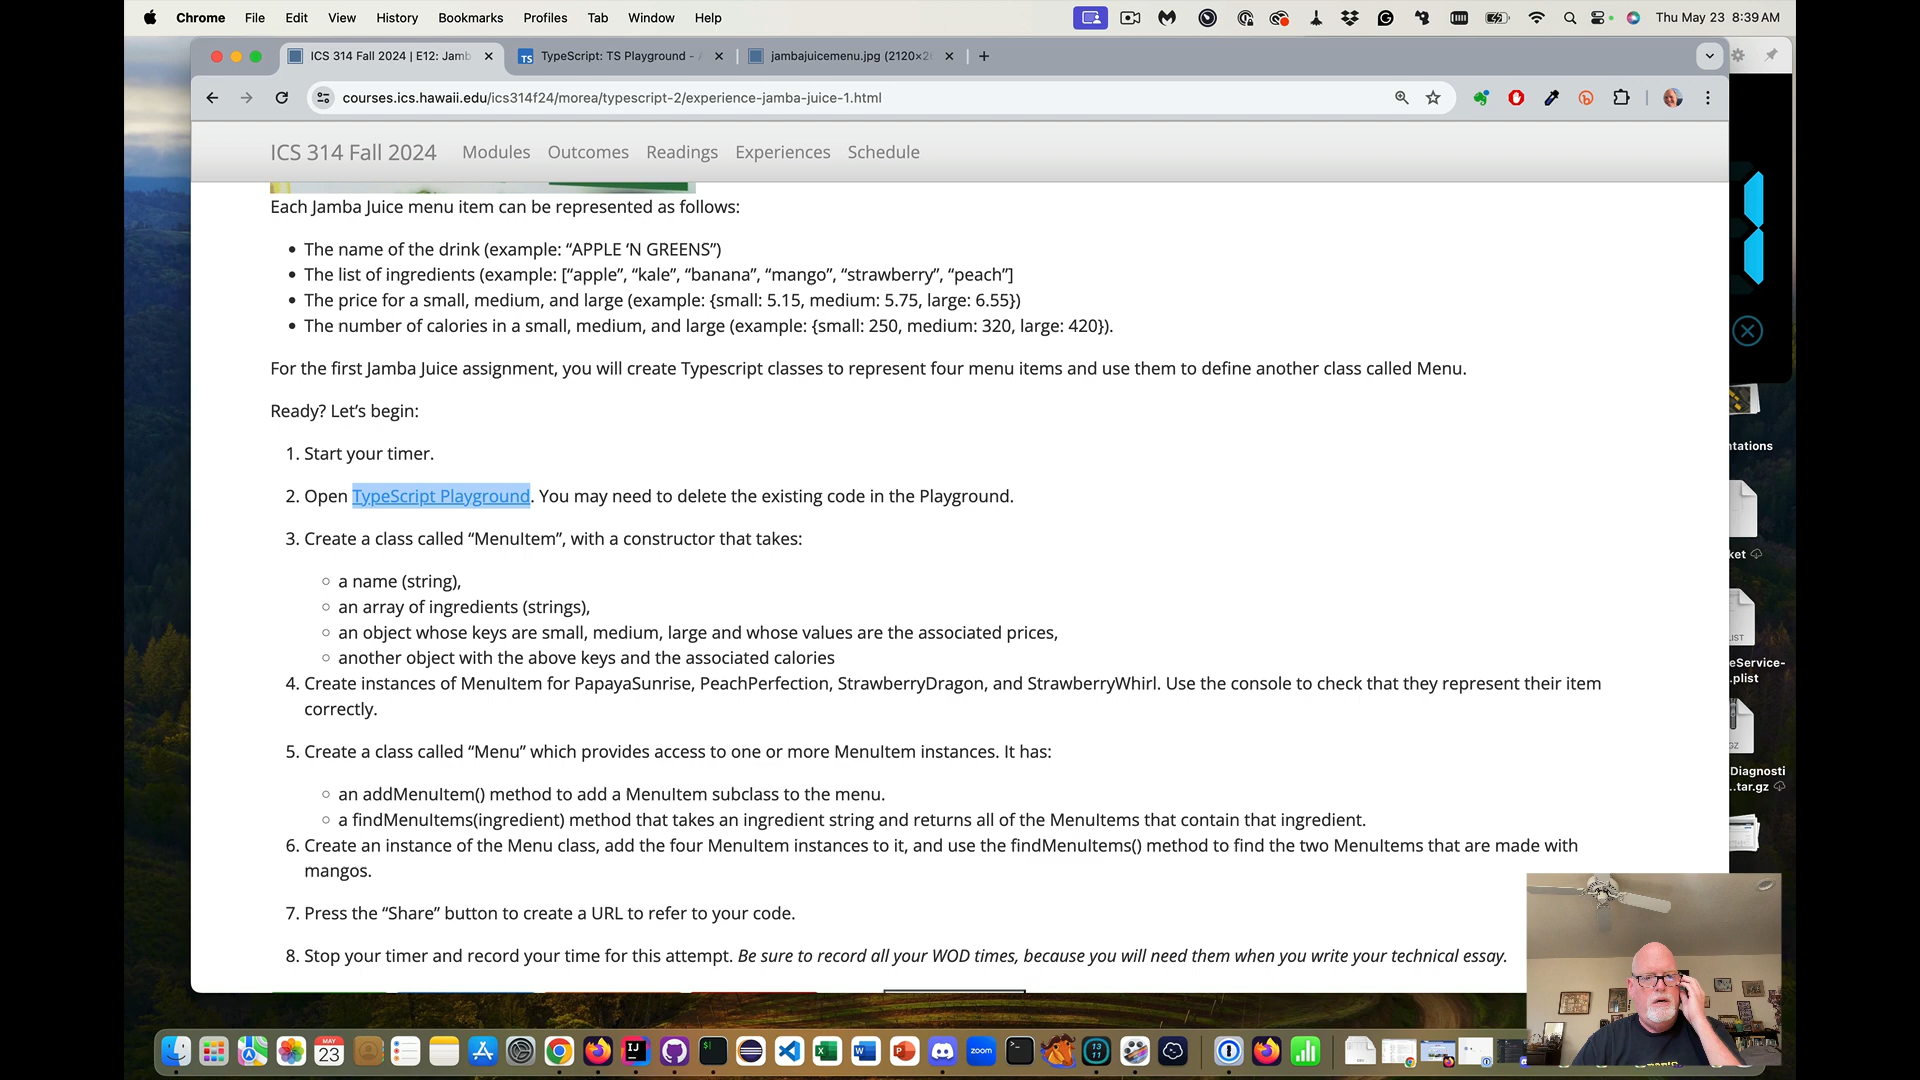 Chrome File Edit View History Bookmarks Profiles Tab Window Help Thu May 23 8:39 AM
ICS 314 Fall 2024 | E12: Jamb TypeScript: TS Playground - jambajuicemenu.jpg (2120×2
courses.ics.hawaii.edu/ics314f24/morea/typescript-2/experience-jamba-juice-1.html
ICS 314 Fall 2024 Modules Outcomes Readings Experiences Schedule
Each Jamba Juice menu item can be represented as follows:
• The name of the drink (example: “APPLE ‘N GREENS”)
• The list of ingredients (example: [“apple”, “kale”, “banana”, “mango”, “strawberry”, “peach”]
• The price for a small, medium, and large (example: {small: 5.15, medium: 5.75, large: 6.55})
• The number of calories in a small, medium, and large (example: {small: 250, medium: 320, large: 420}).
For the first Jamba Juice assignment, you will create Typescript classes to represent four menu items and use them to define another class called Menu.
Ready? Let’s begin:
1. Start your timer.
2. Open TypeScript Playground. You may need to delete the existing code in the Playground.
3. Create a class called “MenuItem”, with a constructor that takes:
◦ a name (string),
◦ an array of ingredients (strings),
◦ an object whose keys are small, medium, large and whose values are the associated prices,
◦ another object with the above keys and the associated calories
4. Create instances of MenuItem for PapayaSunrise, PeachPerfection, StrawberryDragon, and StrawberryWhirl. Use the console to check that they represent their item
correctly.
5. Create a class called “Menu” which provides access to one or more MenuItem instances. It has:
◦ an addMenuItem() method to add a MenuItem subclass to the menu.
◦ a findMenuItems(ingredient) method that takes an ingredient string and returns all of the MenuItems that contain that ingredient.
6. Create an instance of the Menu class, add the four MenuItem instances to it, and use the findMenuItems() method to find the two MenuItems that are made with
mangos.
7. Press the “Share” button to create a URL to refer to your code.
8. Stop your timer and record your time for this attempt. Be sure to record all your WOD times, because you will need them when you write your technical essay.
ntations
ket
IST
eService-
.plist
GZ
Diagnosti
..tar.gz
MAY
23
zoom
13
11